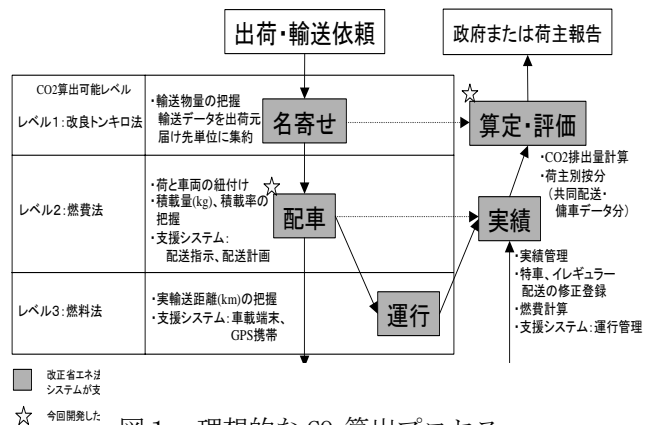 出荷・輸送依頼
政府または荷主報告
CO2算出可能レベル
レベル1：改良トンキロ法
・輸送物量の把握
輸送データを出荷元
届け先単位に集約
名寄せ
算定・評価
・CO2排出量計算
・荷主別按分
（共同配送・
傭車データ分）
レベル2：燃費法
・荷と車両の紐付け
・積載量(kg)、積載率の
把握
・支援システム：
配送指示、配送計画
配車
実績
・実績管理
・特車、イレギュラー
配送の修正登録
・燃費計算
・支援システム：運行管理
レベル3：燃料法
・実輸送距離(km)の把握
・支援システム：車載端末、
GPS携帯
運行
改正省エネ法
システムが支
今回開発した